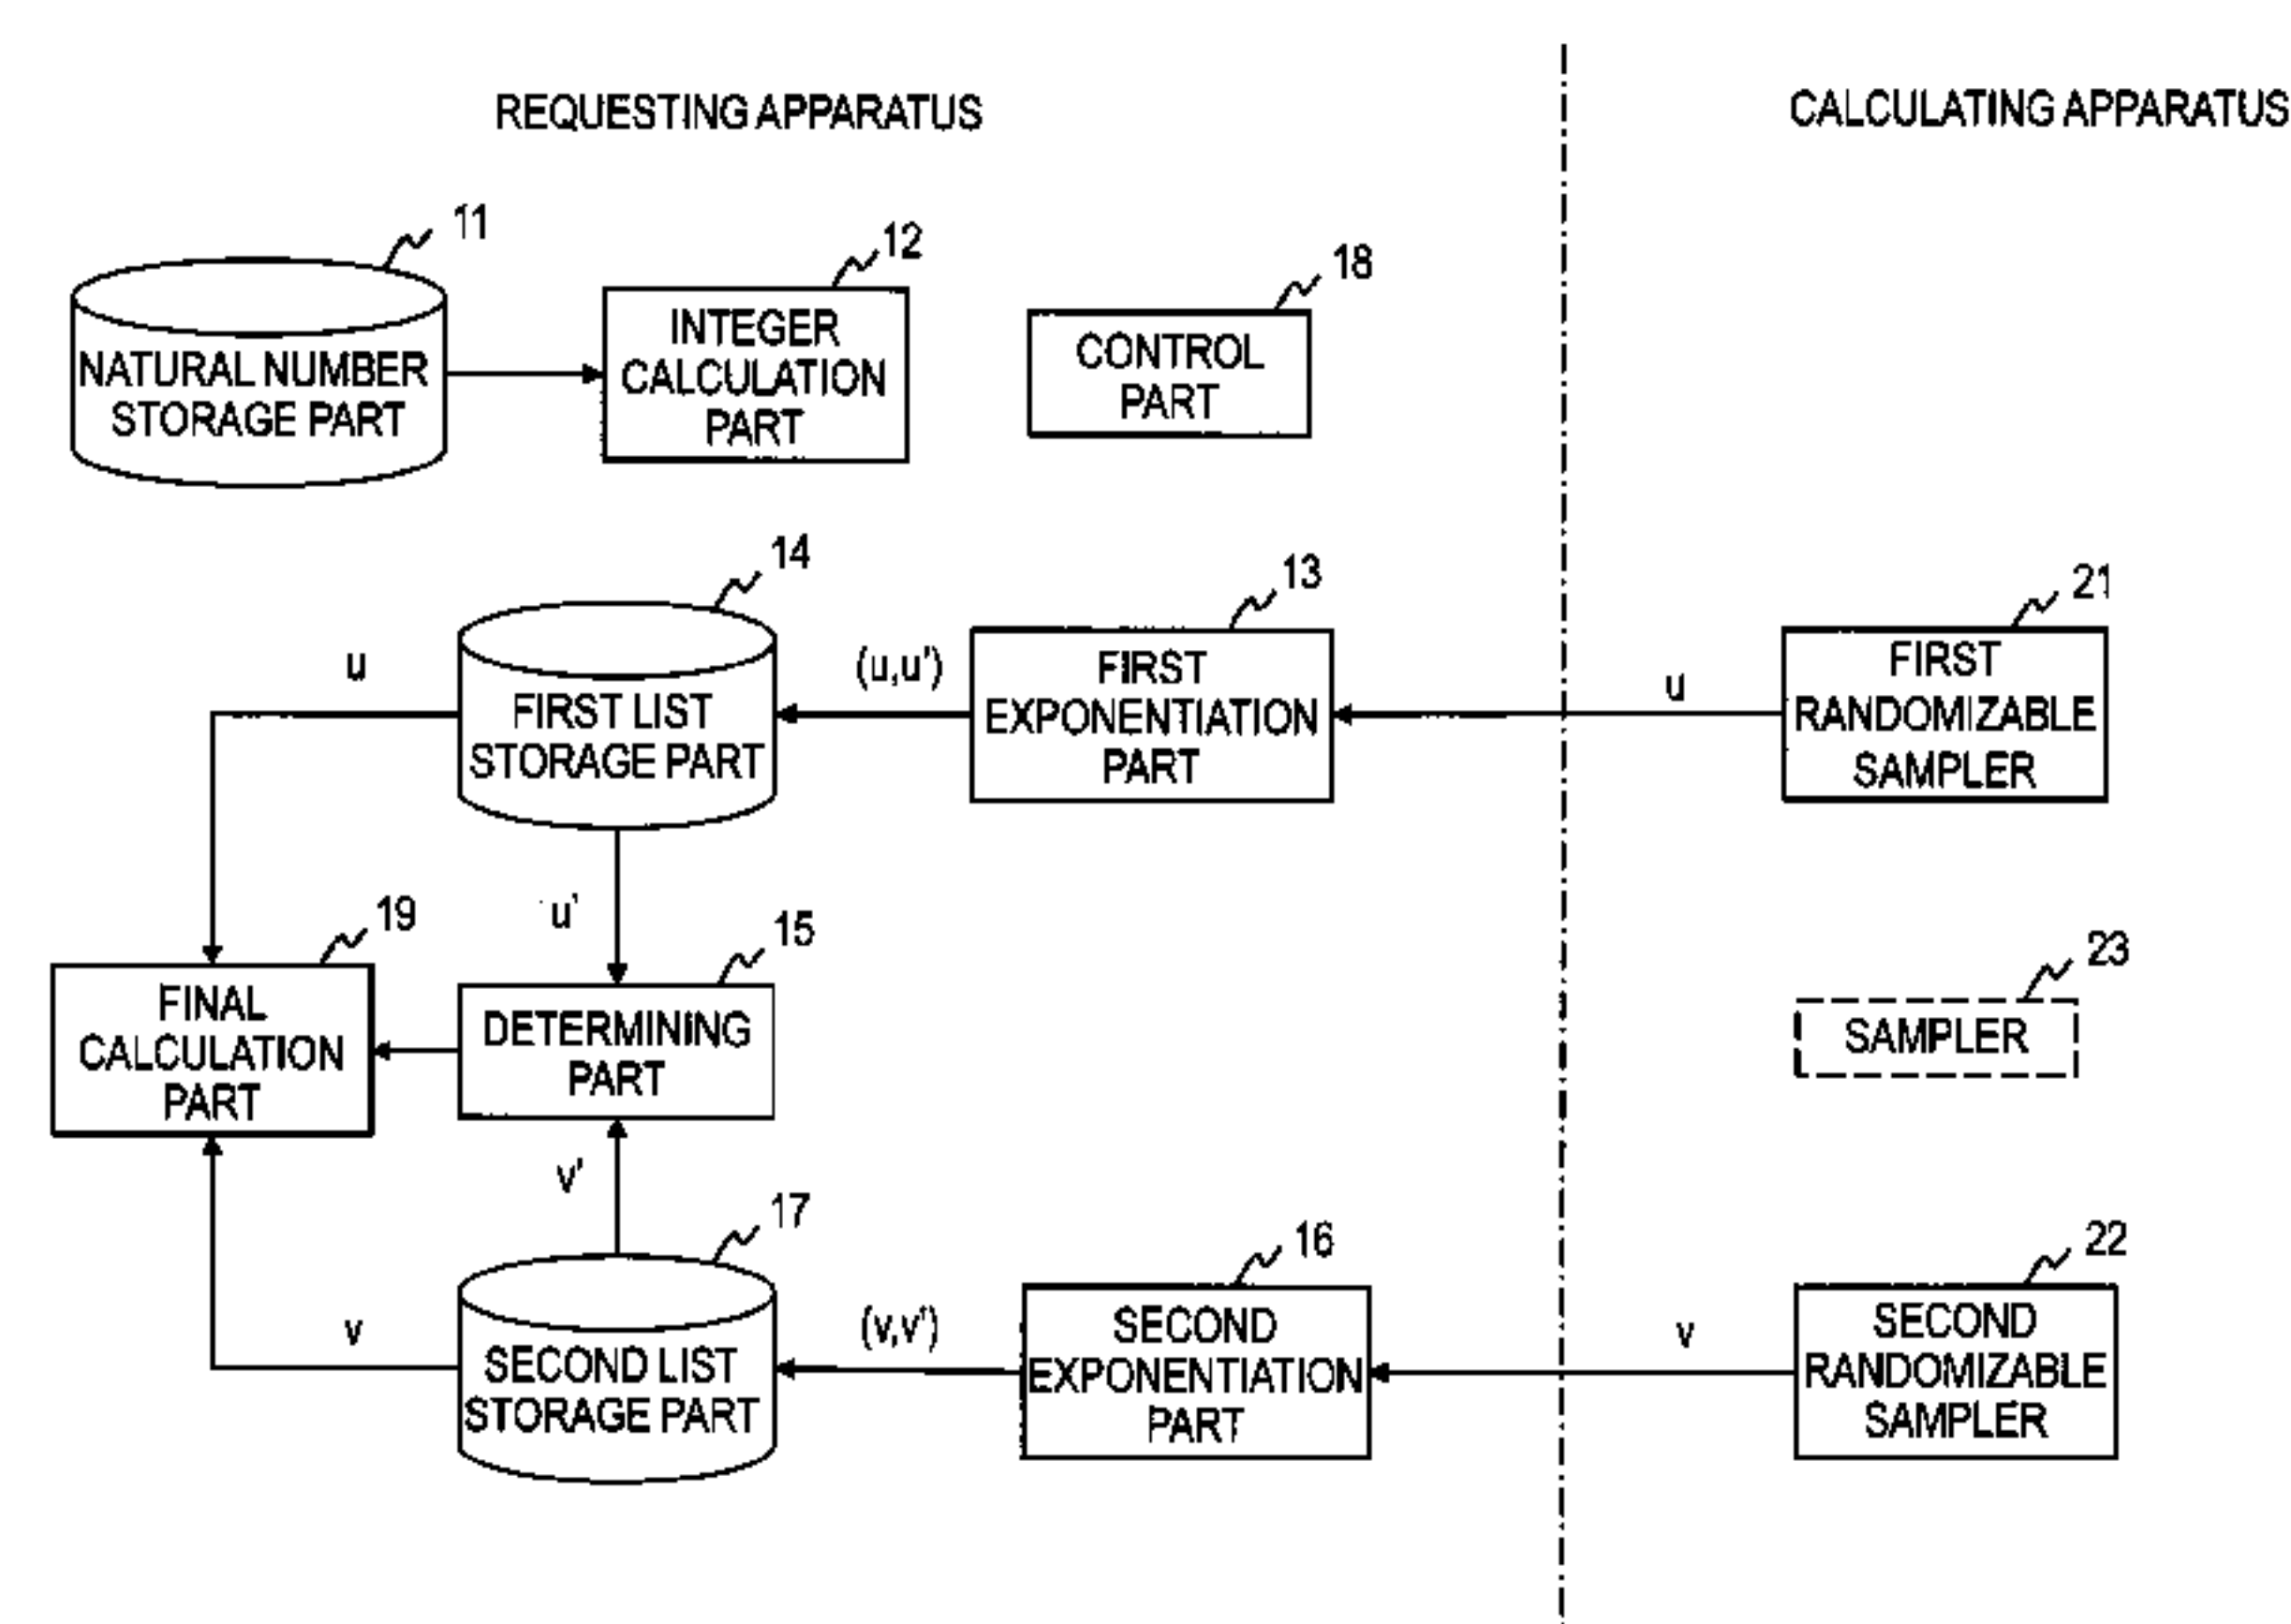 REQUESTING APPARATUS
CALCULATING APPARATUS
11
NATURAL NUMBER
STORAGE PART
12
INTEGER
CALCULATION
PART
18
CONTROL
PART
14
FIRST LIST
STORAGE PART
13
FIRST
EXPONENTIATION
PART
21
FIRST
RANDOMIZABLE
SAMPLER
u
(u,u')
u
u'
19
FINAL
CALCULATION
PART
15
DETERMINING
PART
23
SAMPLER
v'
17
SECOND LIST
STORAGE PART
16
SECOND
EXPONENTIATION
PART
22
SECOND
RANDOMIZABLE
SAMPLER
v
(v,v')
v